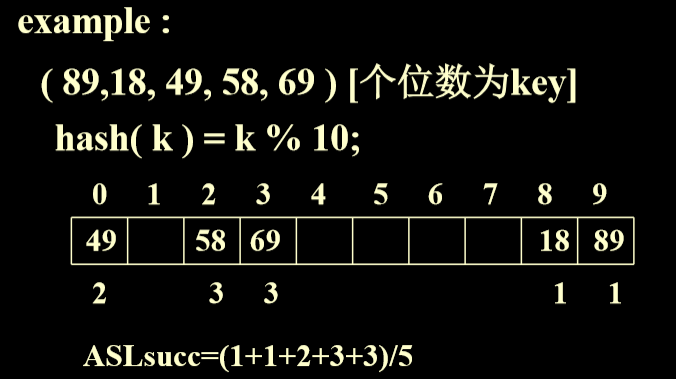 example :
( 89,18, 49, 58, 69 ) [个位数为key]
hash( k ) = k % 10;
0 1 2 3 4 5 6 7 8 9
49 58 69 18 89
2 3 3 1 1
ASLsucc=(1+1+2+3+3)/5